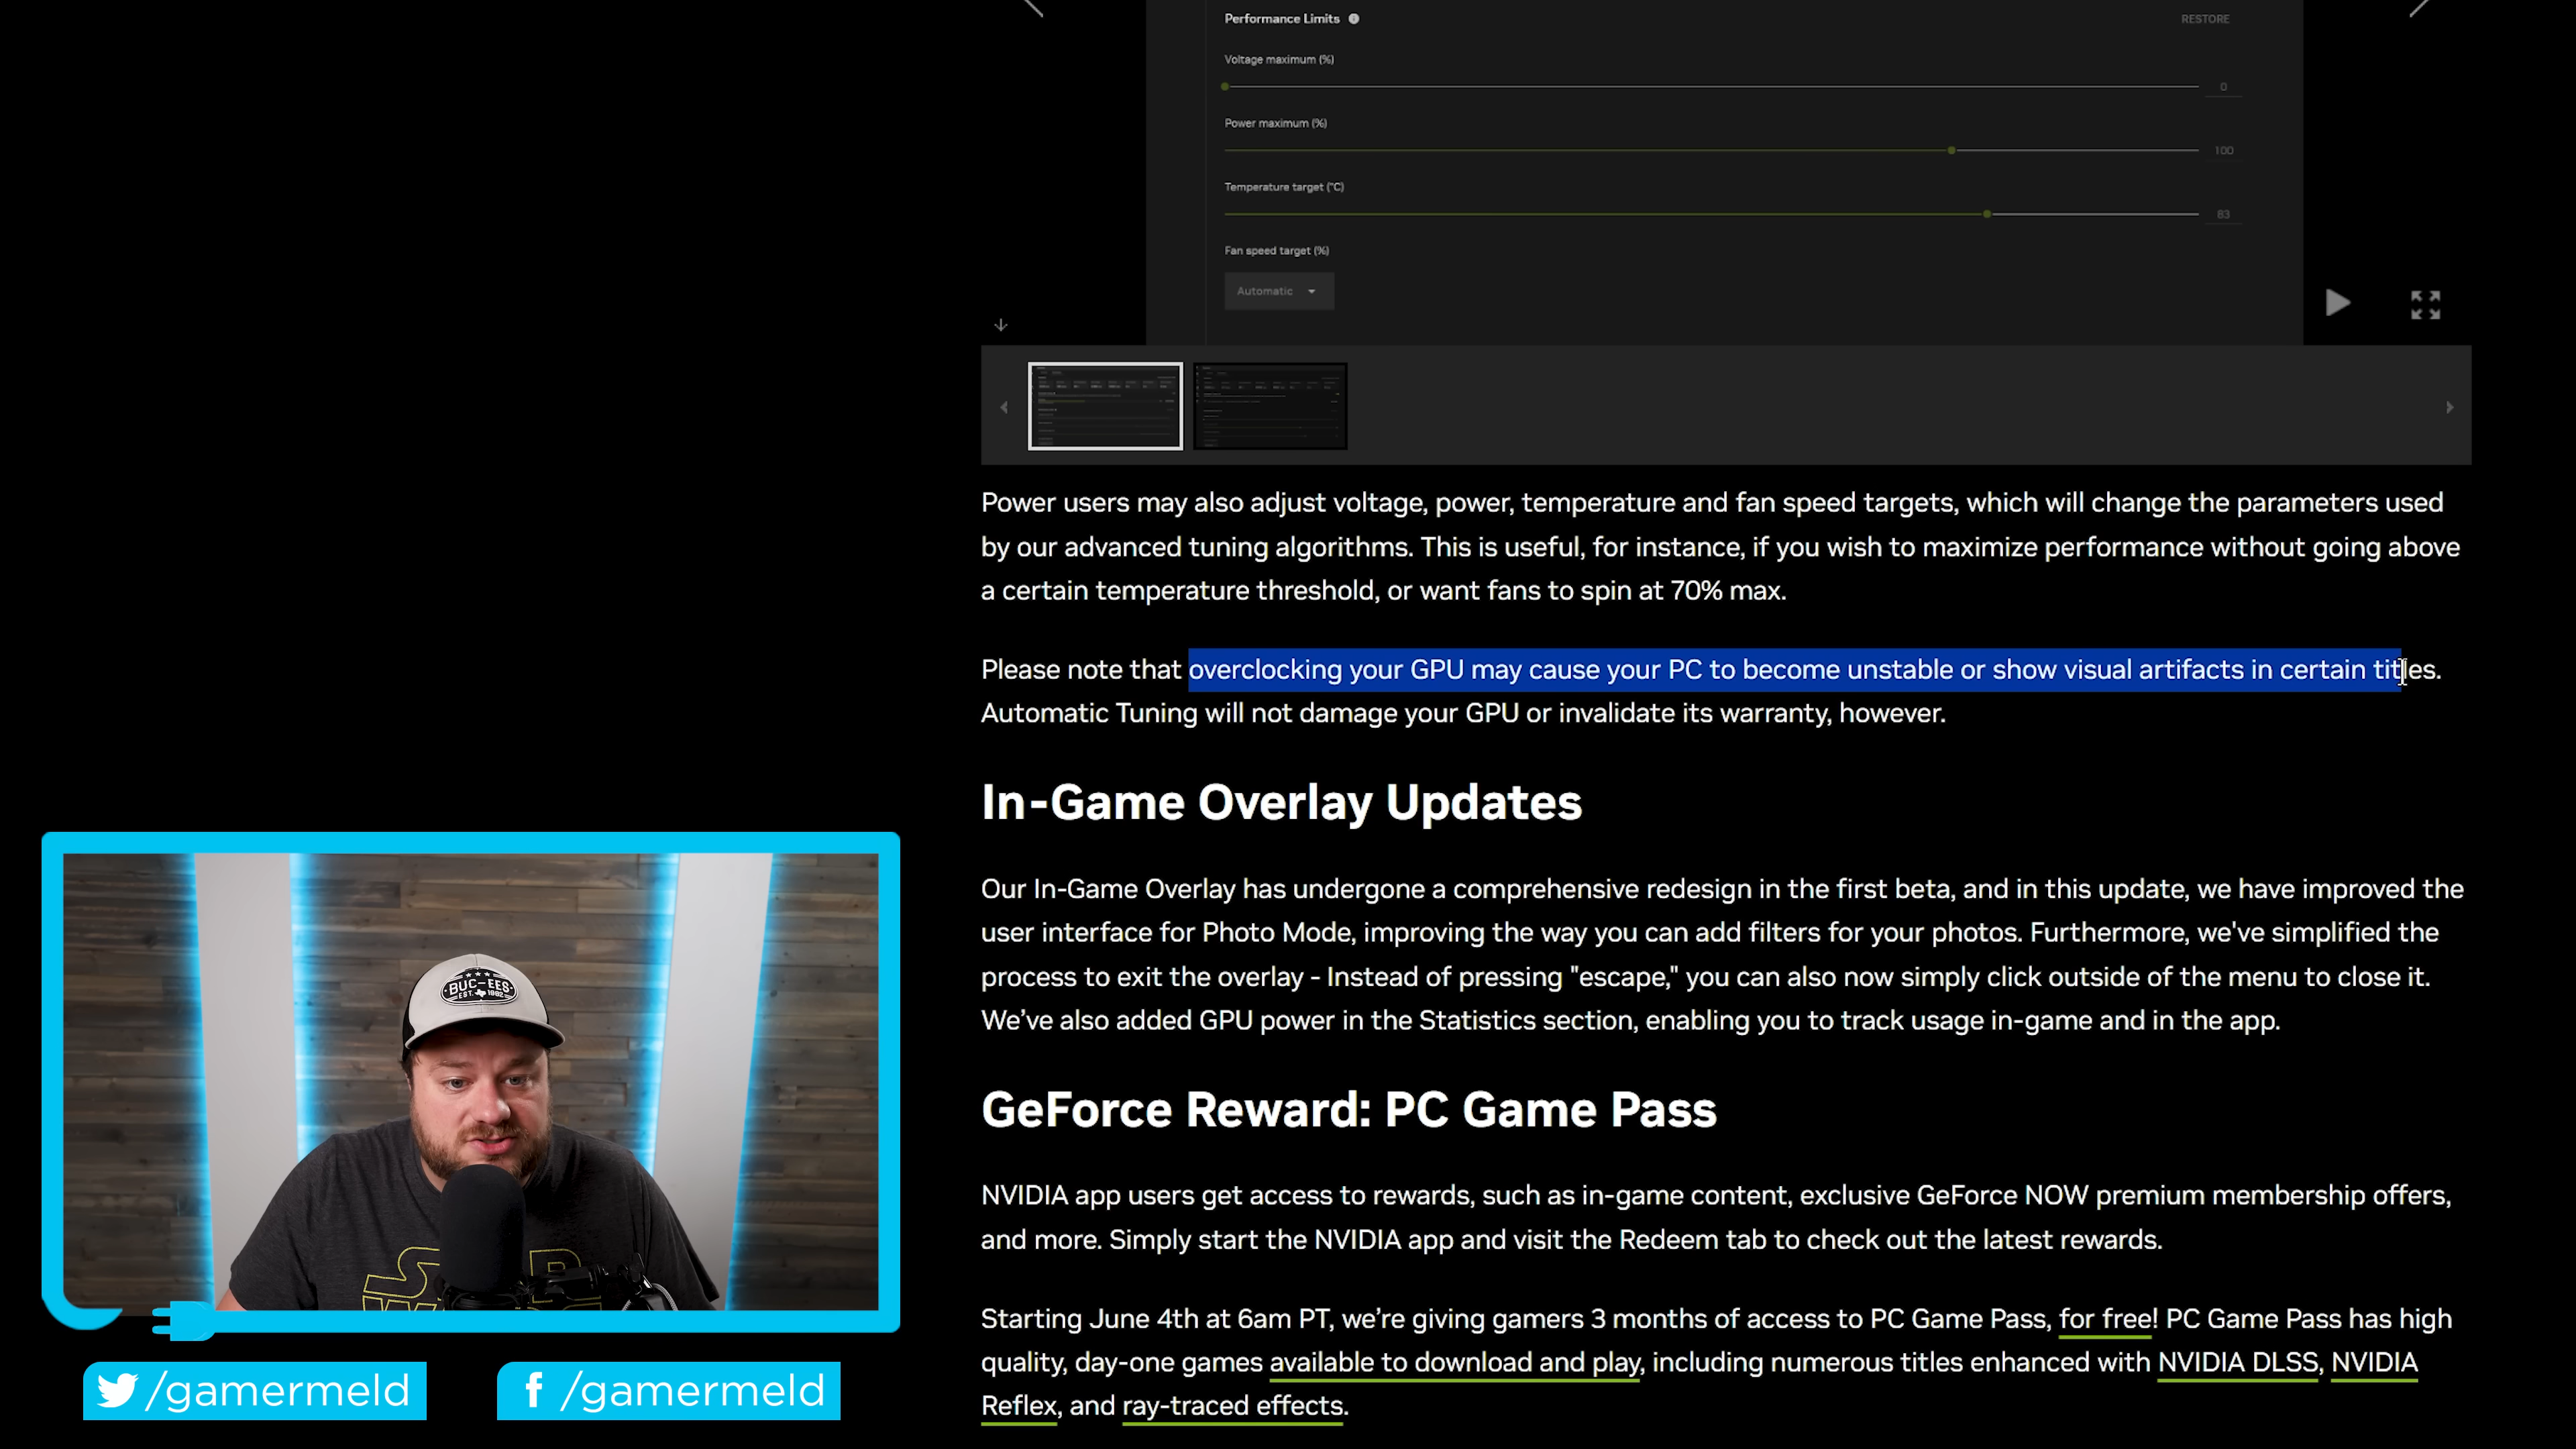 Performance Limits
RESTORE
Voltage maximum (%)
0
Power maximum (%)
100
Temperature target (°C)
83
Fan speed target (%)
Automatic
Power users may also adjust voltage, power, temperature and fan speed targets, which will change the parameters used
by our advanced tuning algorithms. This is useful, for instance, if you wish to maximize performance without going above
a certain temperature threshold, or want fans to spin at 70% max.
Please note that overclocking your GPU may cause your PC to become unstable or show visual artifacts in certain titles.
Automatic Tuning will not damage your GPU or invalidate its warranty, however.
In-Game Overlay Updates
Our In-Game Overlay has undergone a comprehensive redesign in the first beta, and in this update, we have improved the
user interface for Photo Mode, improving the way you can add filters for your photos. Furthermore, we've simplified the
process to exit the overlay - Instead of pressing "escape," you can also now simply click outside of the menu to close it.
We’ve also added GPU power in the Statistics section, enabling you to track usage in-game and in the app.
GeForce Reward: PC Game Pass
NVIDIA app users get access to rewards, such as in-game content, exclusive GeForce NOW premium membership offers,
and more. Simply start the NVIDIA app and visit the Redeem tab to check out the latest rewards.
Starting June 4th at 6am PT, we’re giving gamers 3 months of access to PC Game Pass, for free! PC Game Pass has high
quality, day-one games available to download and play, including numerous titles enhanced with NVIDIA DLSS, NVIDIA
Reflex, and ray-traced effects.
BUC-EES
EST. 1982
/gamermeld
/gamermeld